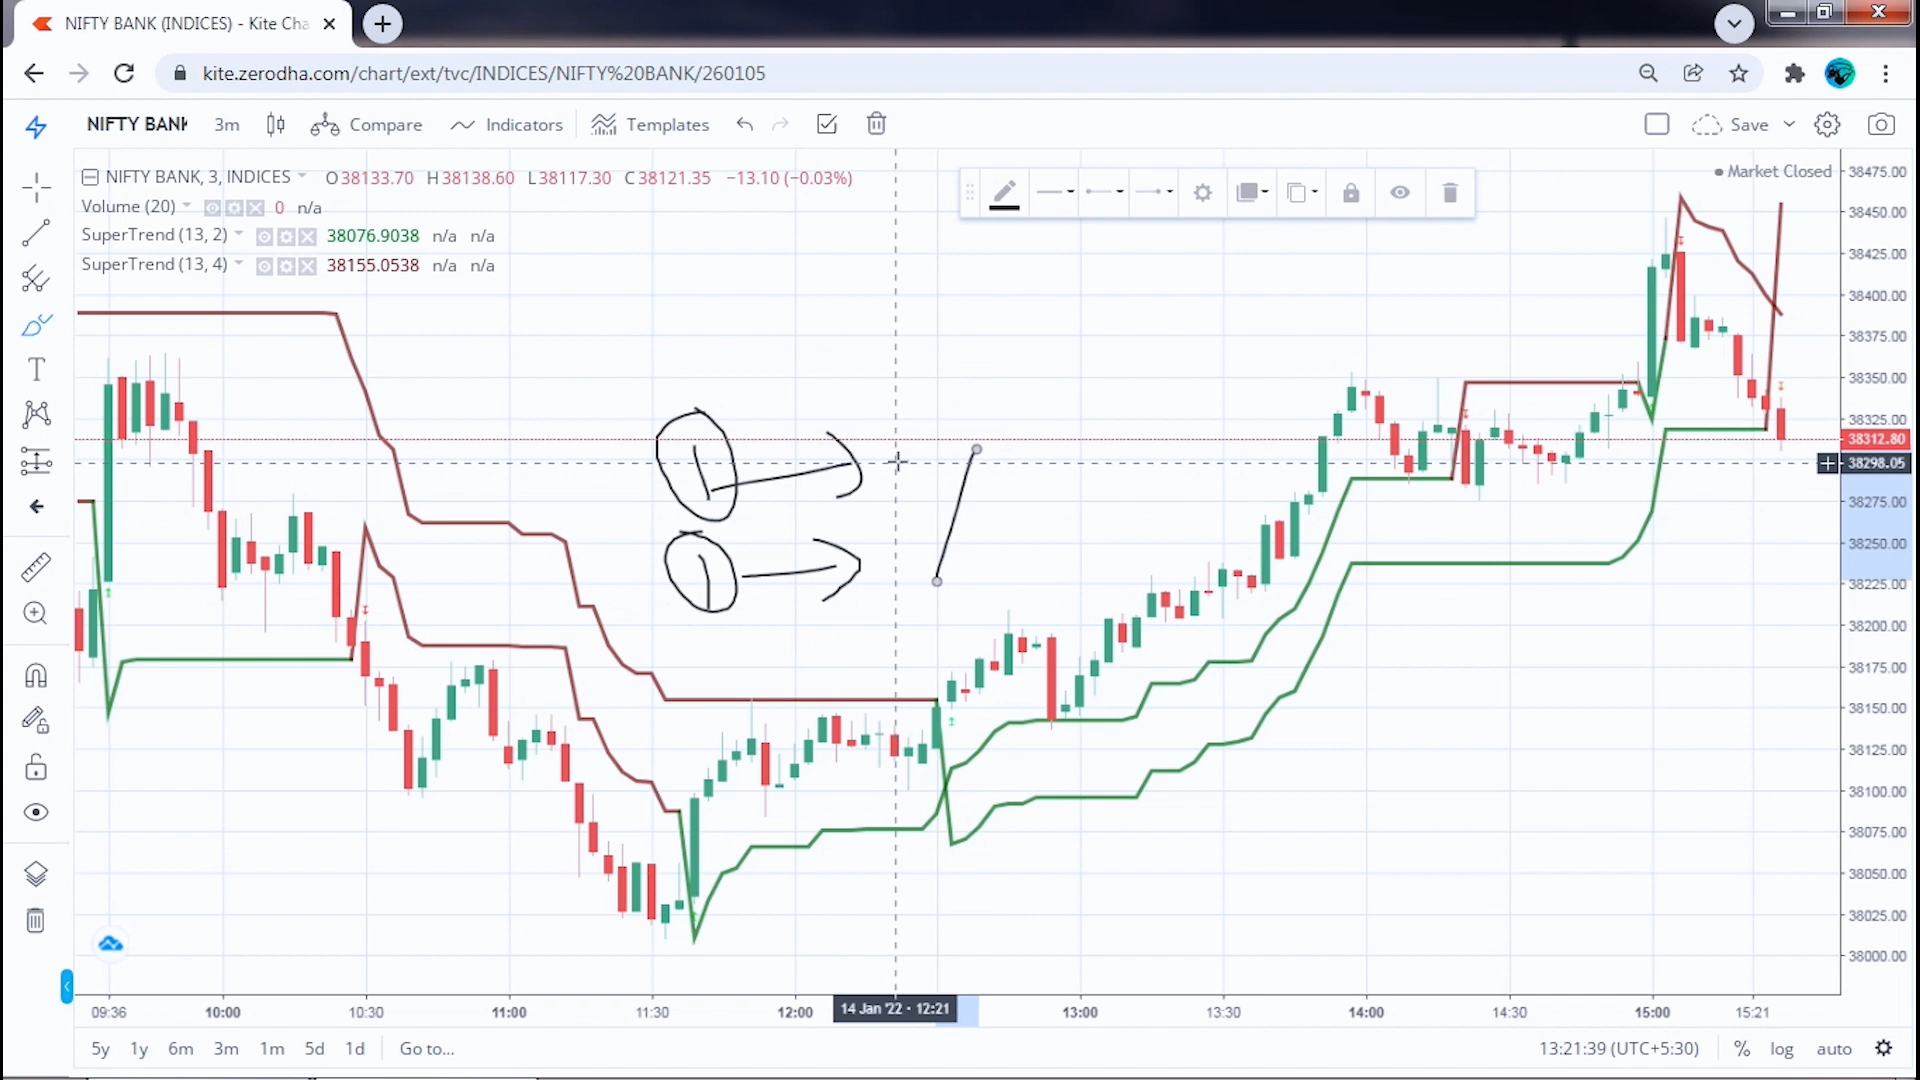 NIFTY BANK (INDICES) - Kite Cha
kite.zerodha.com/chart/ext/tvc/INDICES/NIFTY%20BANK/260105
NIFTY BANK 3m Compare Indicators Templates Save
NIFTY BANK, 3, INDICES O38133.70 H38138.60 L38117.30 C38121.35 −13.10 (−0.03%)
Market Closed
Volume (20) 0 n/a
SuperTrend (13, 2) 38076.9038 n/a n/a
SuperTrend (13, 4) 38155.0538 n/a n/a
38475.00
38450.00
38425.00
38400.00
38375.00
38350.00
38325.00
38312.80
38298.05
38275.00
38250.00
38225.00
38200.00
38175.00
38150.00
38125.00
38100.00
38075.00
38050.00
38025.00
38000.00
09:36 10:00 10:30 11:00 11:30 12:00 14 Jan '22 · 12:21 13:00 13:30 14:00 14:30 15:00 15:21
5y 1y 6m 3m 1m 5d 1d Go to... 13:21:39 (UTC+5:30) % log auto